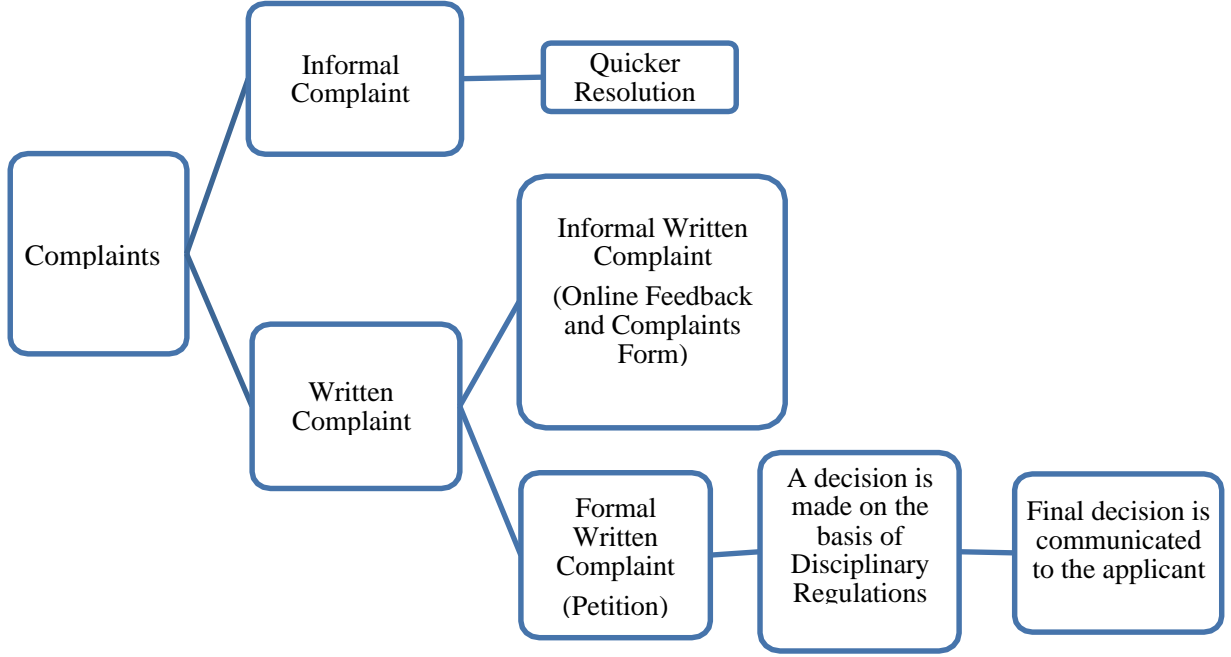 Informal
Complaint
Quicker
Resolution
Complaints
Informal Written
Complaint
(Online Feedback
and Complaints
Form)
Written
Complaint
Formal
Written
Complaint
(Petition)
A decision is
made on the
basis of
Disciplinary
Regulations
Final decision is
communicated
to the applicant